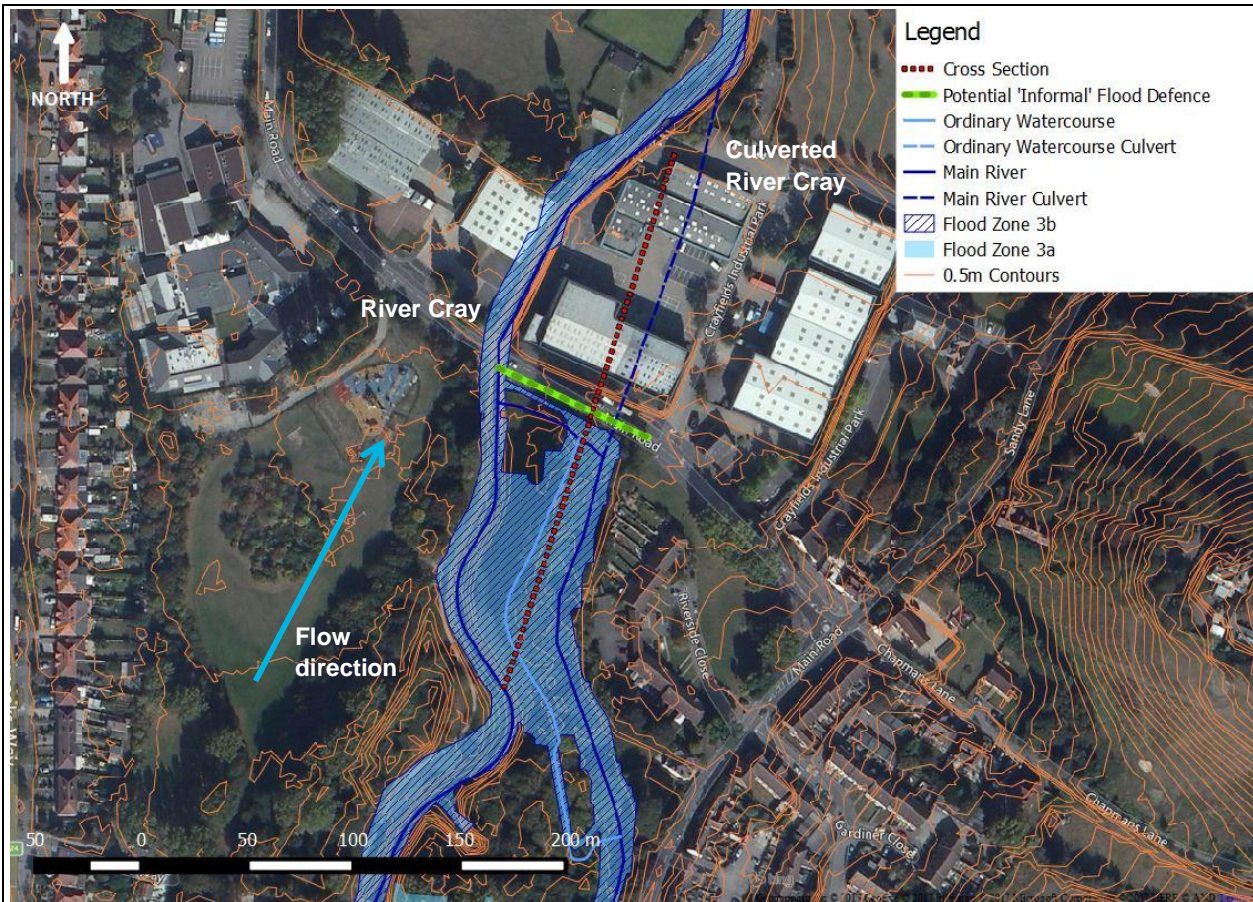 Legend
Cross Section
Potential 'Informal' Flood Defence
Ordinary Watercourse
Ordinary Watercourse Culvert
Main River
Main River Culvert
Flood Zone 3b
Flood Zone 3a
0.5m Contours
NORTH
Main Road
Culverted
River Cray
River Cray
Crayfields Industrial Park
Sandy Lane
Road
Crayfields Industrial Park
Flow
direction
Riverside Close
Main Road
Chapmans Lane
Chapmans Lane
Gardiner Close
50 0 50 100 150 200 m